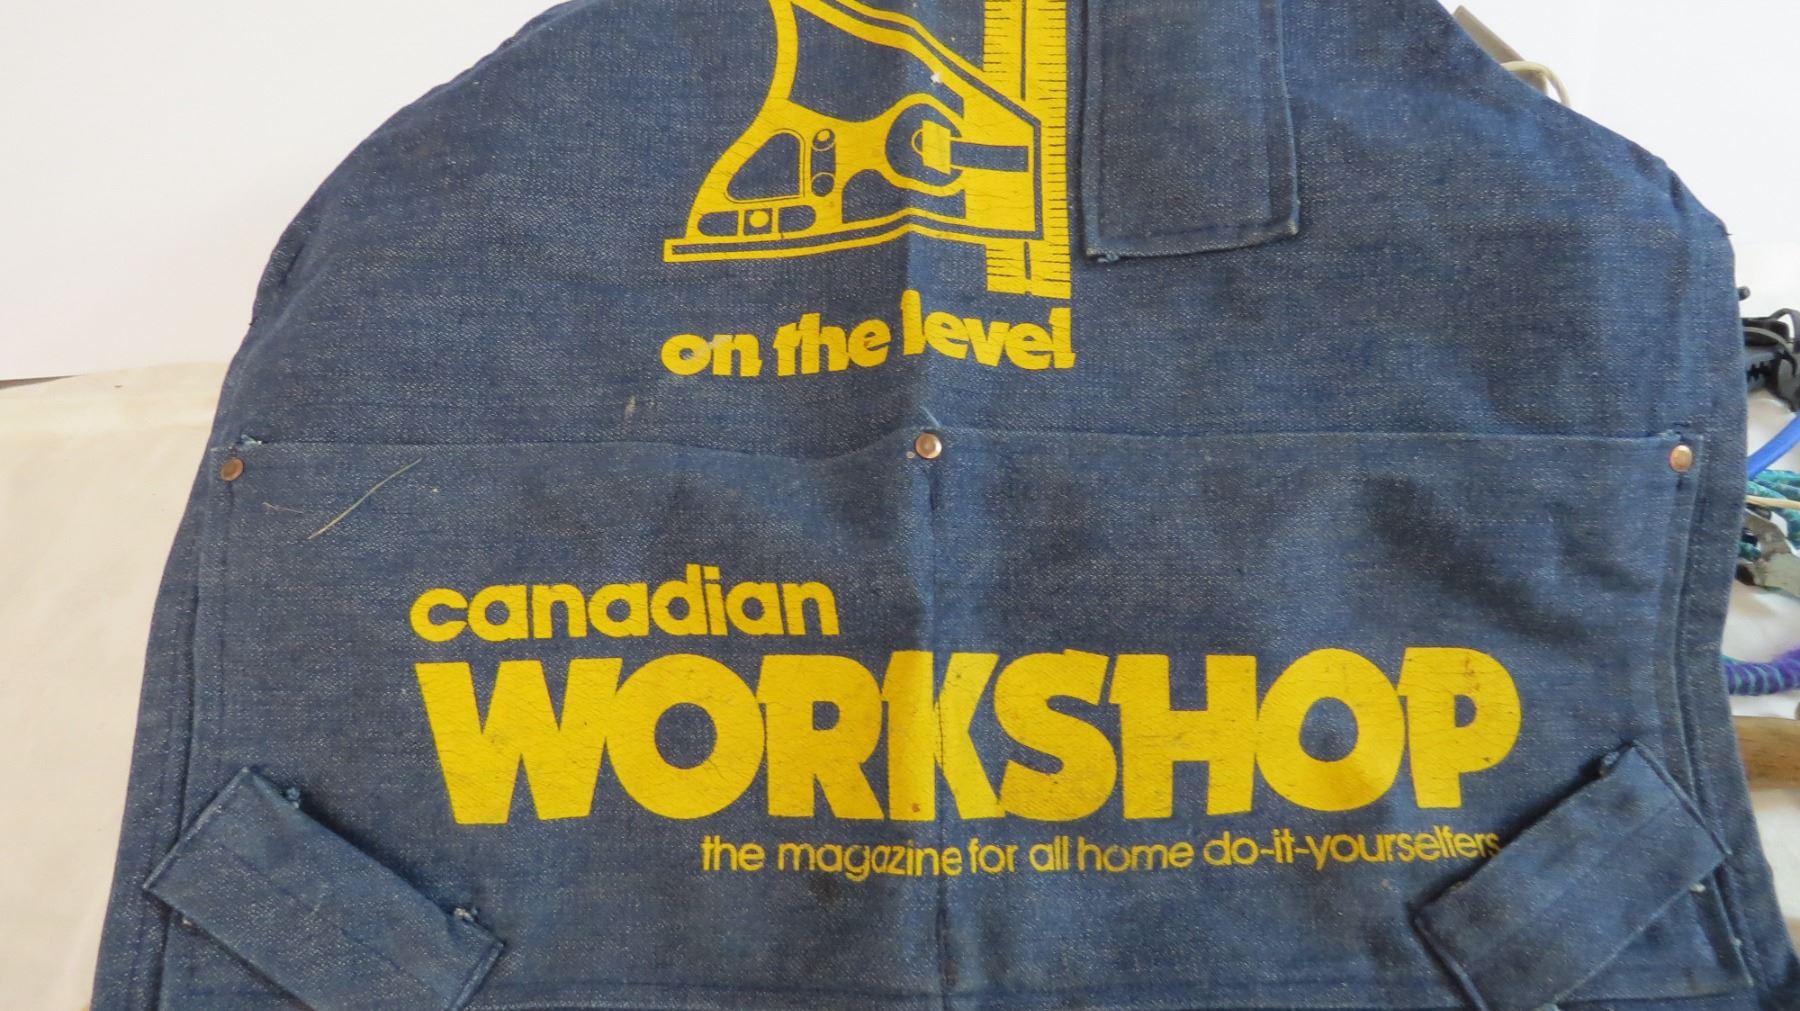 on the level
canadian
WORKSHOP
the magazine for all home do-it-yourselfers